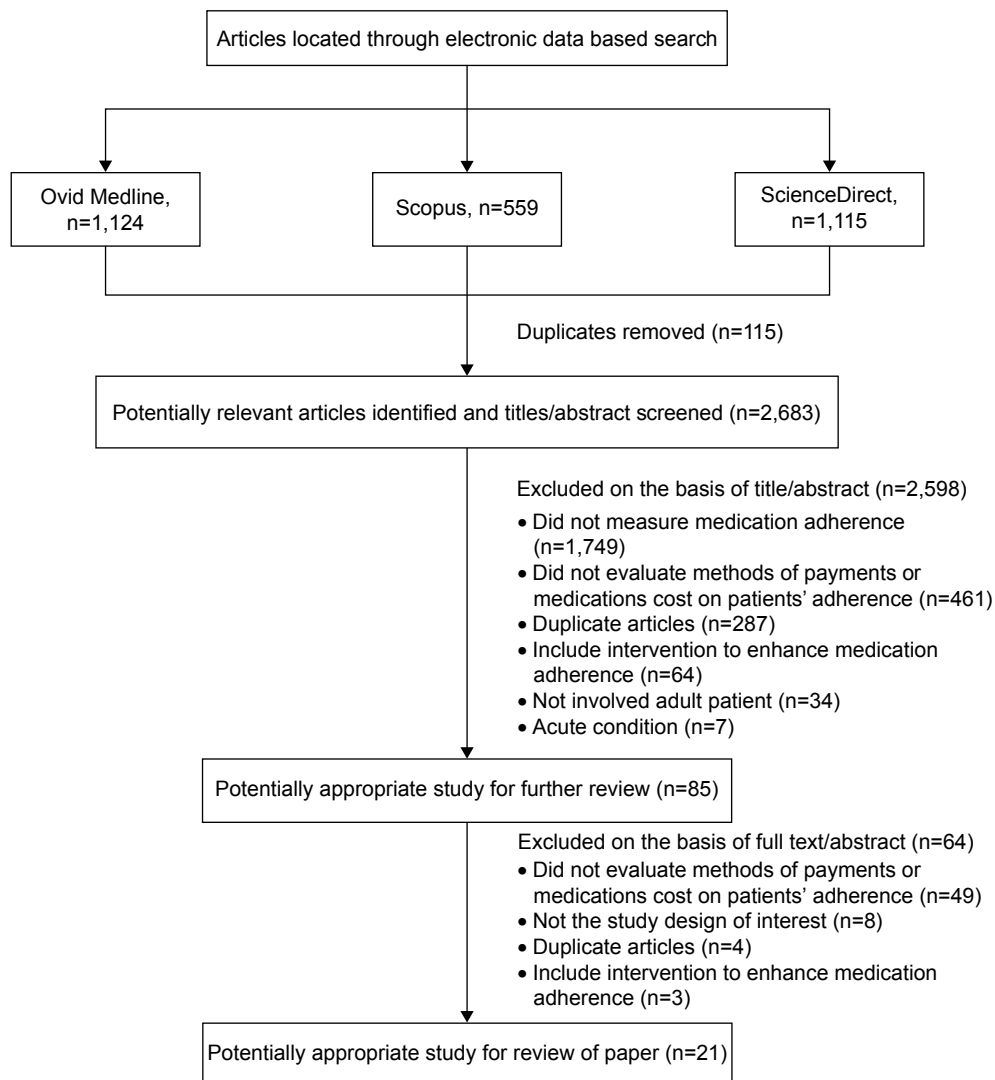 Articles located through electronic data based search
Ovid Medline,
n=1,124
Scopus, n=559
ScienceDirect,
n=1,115
Duplicates removed (n=115)
Potentially relevant articles identified and titles/abstract screened (n=2,683)
Excluded on the basis of title/abstract (n=2,598)
• Did not measure medication adherence
(n=1,749)
• Did not evaluate methods of payments or
medications cost on patients’ adherence (n=461)
• Duplicate articles (n=287)
• Include intervention to enhance medication
adherence (n=64)
• Not involved adult patient (n=34)
• Acute condition (n=7)
Potentially appropriate study for further review (n=85)
Excluded on the basis of full text/abstract (n=64)
• Did not evaluate methods of payments or
medications cost on patients’ adherence (n=49)
• Not the study design of interest (n=8)
• Duplicate articles (n=4)
• Include intervention to enhance medication
adherence (n=3)
Potentially appropriate study for review of paper (n=21)